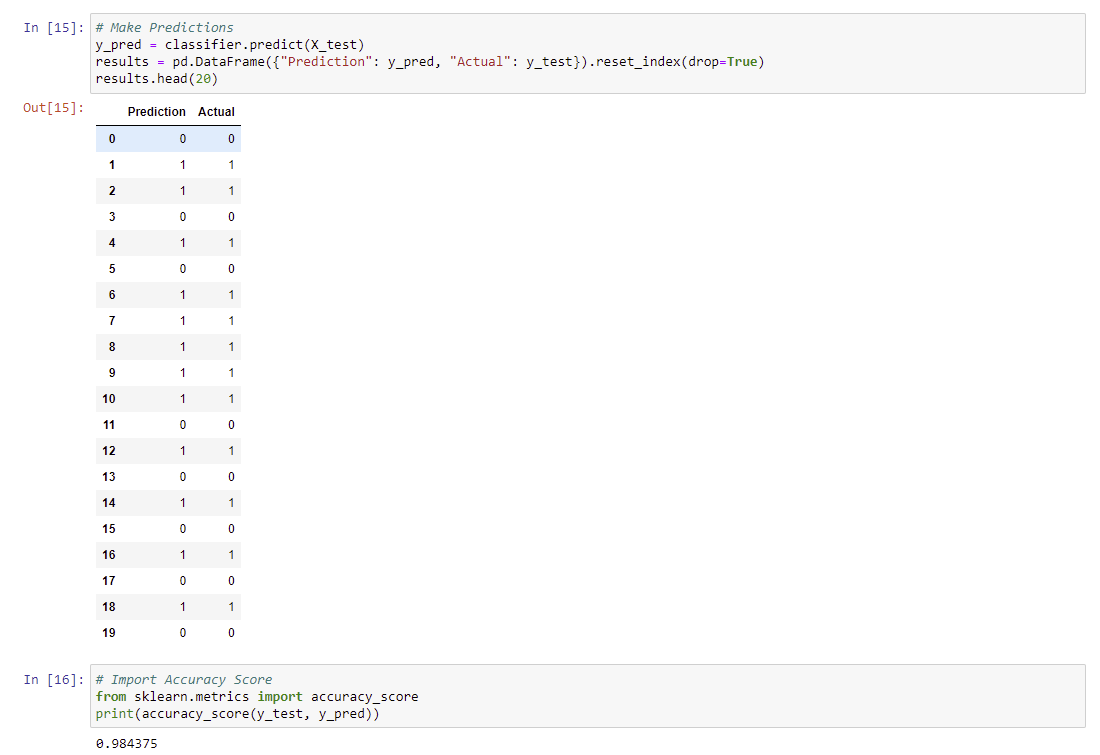 In [15]: # Make Predictions
y_pred = classifier.predict(X_test)
results = pd.DataFrame({"Prediction": y_pred, "Actual": y_test}).reset_index(drop=True)
results.head(20)
Out[15]: Prediction Actual
0 0 0
1 1 1
2 1 1
3 0 0
4 1 1
5 0 0
6 1 1
7 1 1
8 1 1
9 1 1
10 1 1
11 0 0
12 1 1
13 0 0
14 1 1
15 0 0
16 1 1
17 0 0
18 1 1
19 0 0
In [16]: # Import Accuracy Score
from sklearn.metrics import accuracy_score
print(accuracy_score(y_test, y_pred))
0.984375